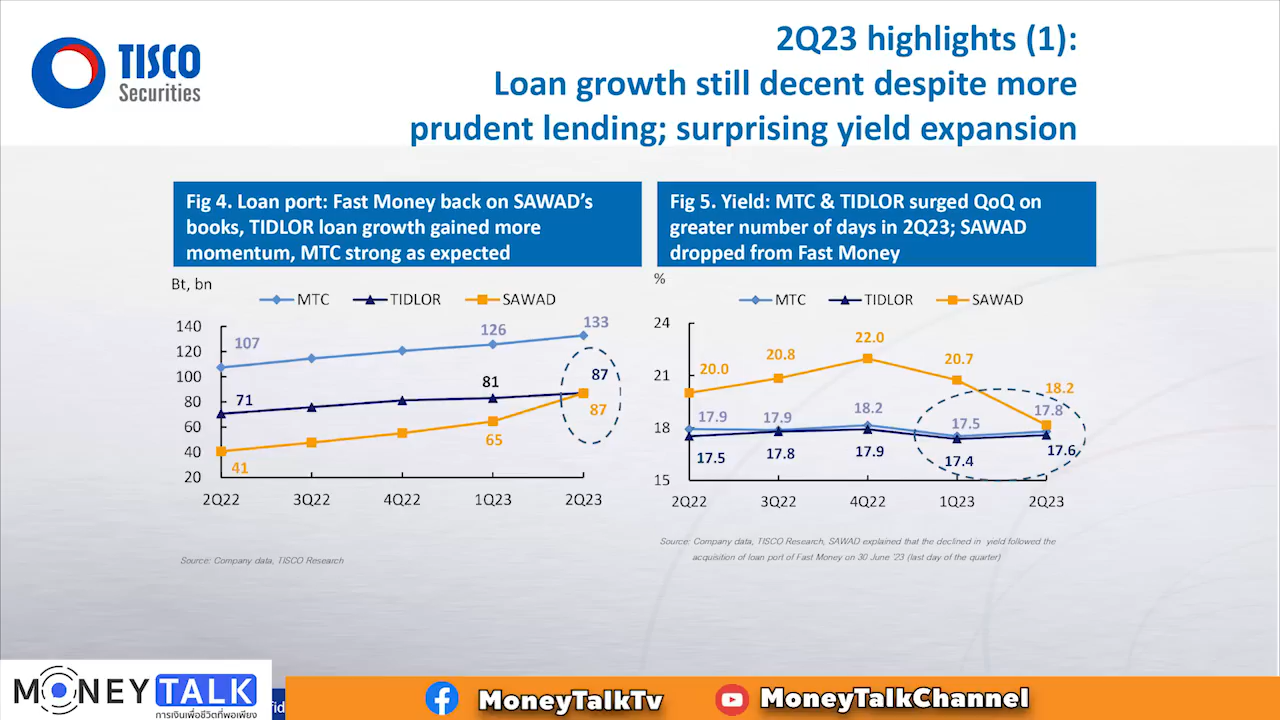 TISCO
Securities
2Q23 highlights (1):
Loan growth still decent despite more
prudent lending; surprising yield expansion
Fig 4. Loan port: Fast Money back on SAWAD's
books, TIDLOR loan growth gained more
momentum, MTC strong as expected
Bt, bn
MTC TIDLOR SAWAD
140
120
100
80
60
40
20
107
126
133
71
81
87
41
65
87
2Q22 3Q22 4Q22 1Q23 2Q23
Source: Company data, TISCO Research
Fig 5. Yield: MTC & TIDLOR surged QoQ on
greater number of days in 2Q23; SAWAD
dropped from Fast Money
%
MTC TIDLOR SAWAD
24
21
18
15
20.0
20.8
22.0
20.7
18.2
17.9
17.9
18.2
17.5
17.8
17.5
17.8
17.9
17.4
17.6
2Q22 3Q22 4Q22 1Q23 2Q23
Source: Company data, TISCO Research, SAWAD explained that the declined in yield followed the
acquisition of loan port of Fast Money on 30 June '23 (last day of the quarter)
MONEY TALK
การเงินเพื่อชีวิตที่พอเพียง
MoneyTalkTv
MoneyTalkChannel